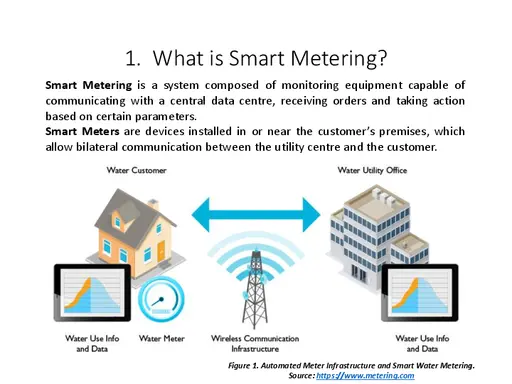 1. What is Smart Metering?
Smart Metering is a system composed of monitoring equipment capable of
communicating with a central data centre, receiving orders and taking action
based on certain parameters.
Smart Meters are devices installed in or near the customer's premises, which
allow bilateral communication between the utility centre and the customer.
Water Customer
Water Utility Office
Water Use Info
and Data
Water Meter
Wireless Communication
Infrastructure
Water Use Info
and Data
Figure 1. Automated Meter Infrastructure and Smart Water Metering.
Source: https://www.metering.com